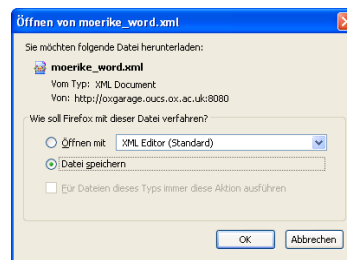 Öffnen von moerike_word.xml
Sie möchten folgende Datei herunterladen:
moerike_word.xml
Vom Typ: XML Document
Von: http://oxgarage.oucs.ox.ac.uk:8080
Wie soll Firefox mit dieser Datei verfahren?
Öffnen mit XML Editor (Standard)
Datei speichern
Für Dateien dieses Typs immer diese Aktion ausführen
OK Abbrechen